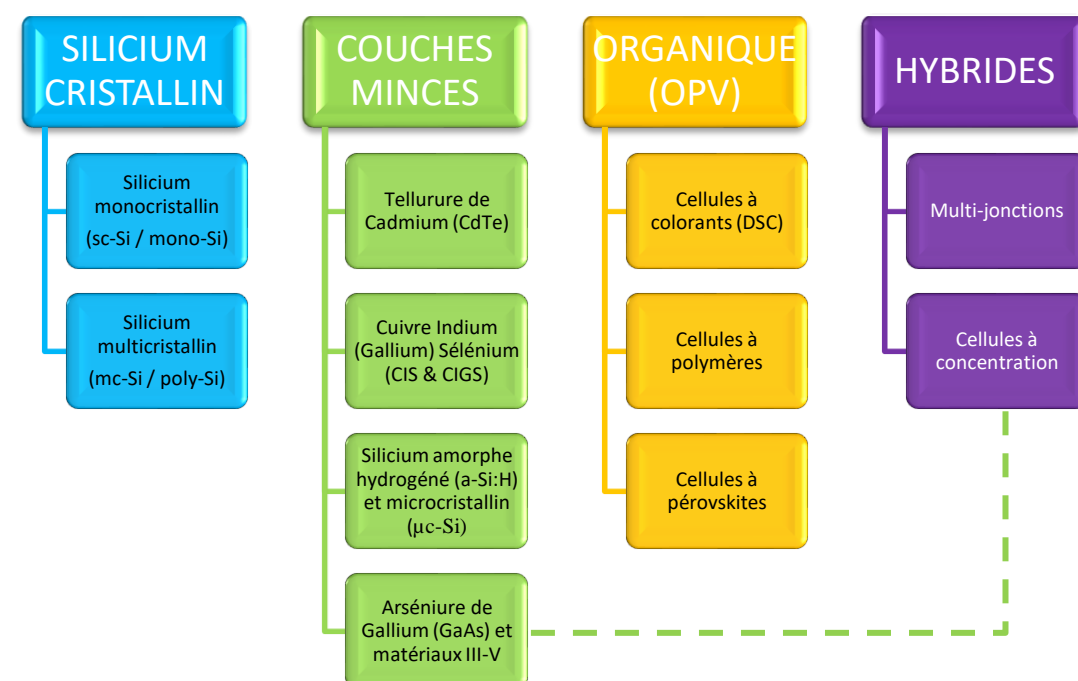 SILICIUM
CRISTALLIN
Silicium
monocristallin
(sc-Si / mono-Si)
Silicium
multicristallin
(mc-Si / poly-Si)
COUCHES
MINCES
Tellurure de
Cadmium (CdTe)
Cuivre Indium
(Gallium) Sélénium
(CIS & CIGS)
Silicium amorphe
hydrogéné (a-Si:H)
et microcristallin
(µc-Si)
Arséniure de
Gallium (GaAs) et
matériaux III-V
ORGANIQUE
(OPV)
Cellules à
colorants (DSC)
Cellules à
polymères
Cellules à
pérovskites
HYBRIDES
Multi-jonctions
Cellules à
concentration